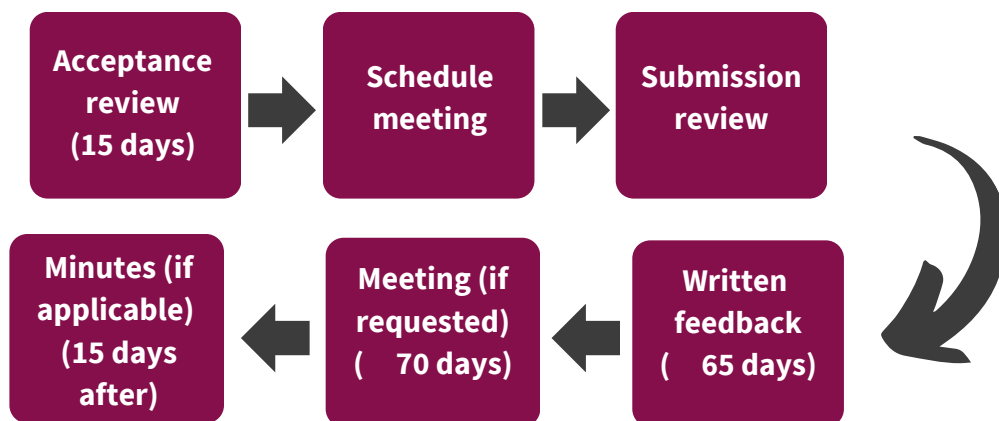 Acceptance
review
(15 days)
Schedule
meeting
Submission
review
Written
feedback
( 65 days)
Meeting (if
requested)
( 70 days)
Minutes (if
applicable)
(15 days
after)